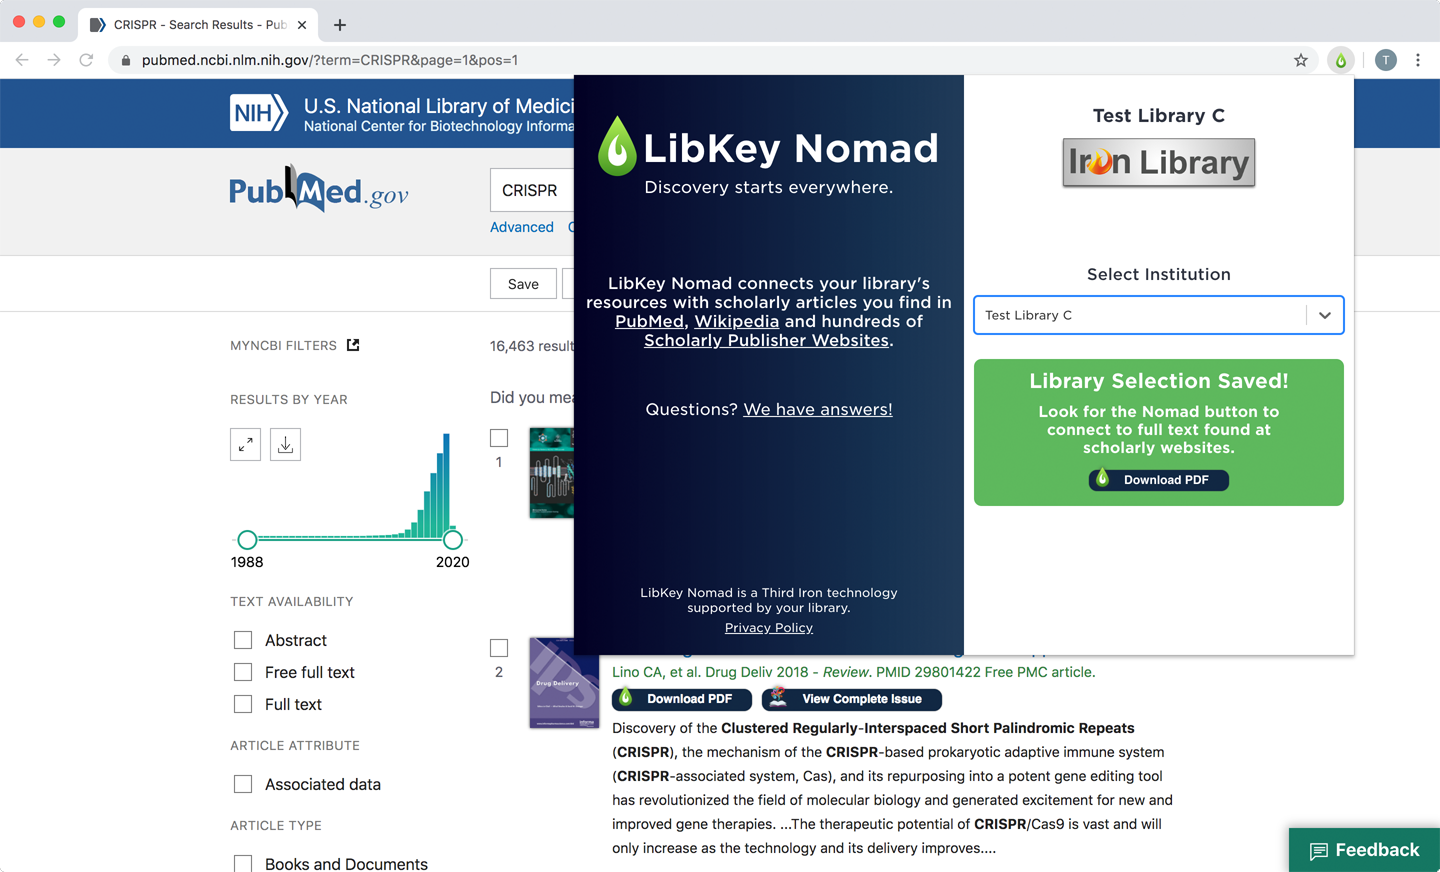 CRISPR - Search Results - Pub
pubmed.ncbi.nlm.nih.gov/?term=CRISPR&page=1&pos=1
T
NIH
U.S. National Library of Medici
National Center for Biotechnology Informa
PubMed.gov
CRISPR
Advanced
Save
MYNCBI FILTERS
16,463 result
RESULTS BY YEAR
Did you mea
1
1988
2020
TEXT AVAILABILITY
Abstract
Free full text
Full text
ARTICLE ATTRIBUTE
Associated data
ARTICLE TYPE
Books and Documents
LibKey Nomad
Discovery starts everywhere.
LibKey Nomad connects your library's
resources with scholarly articles you find in
PubMed, Wikipedia and hundreds of
Scholarly Publisher Websites.
Questions? We have answers!
LibKey Nomad is a Third Iron technology
supported by your library.
Privacy Policy
Test Library C
Iron Library
Select Institution
Test Library C
Library Selection Saved!
Look for the Nomad button to
connect to full text found at
scholarly websites.
Download PDF
2
Drug Delivery
Lino CA, et al. Drug Deliv 2018 - Review. PMID 29801422 Free PMC article.
Download PDF
View Complete Issue
Discovery of the Clustered Regularly-Interspaced Short Palindromic Repeats
(CRISPR), the mechanism of the CRISPR-based prokaryotic adaptive immune system
(CRISPR-associated system, Cas), and its repurposing into a potent gene editing tool
has revolutionized the field of molecular biology and generated excitement for new and
improved gene therapies. ...The therapeutic potential of CRISPR/Cas9 is vast and will
only increase as the technology and its delivery improves....
Feedback